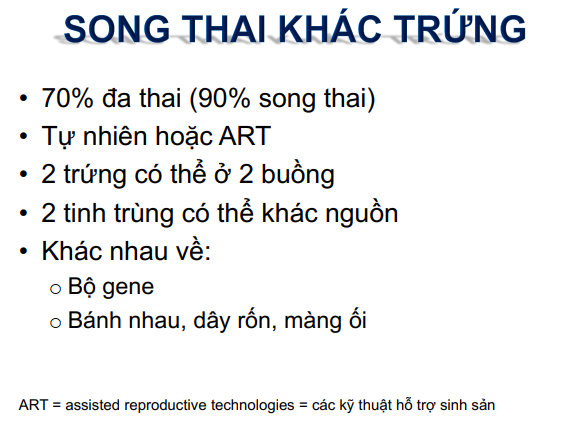 SONG THAI KHÁC TRỨNG
• 70% đa thai (90% song thai)
• Tự nhiên hoặc ART
• 2 trứng có thể ở 2 buồng
• 2 tinh trùng có thể khác nguồn
• Khác nhau về:
o Bộ gene
o Bánh nhau, dây rốn, màng ối
ART = assisted reproductive technologies = các kỹ thuật hỗ trợ sinh sản